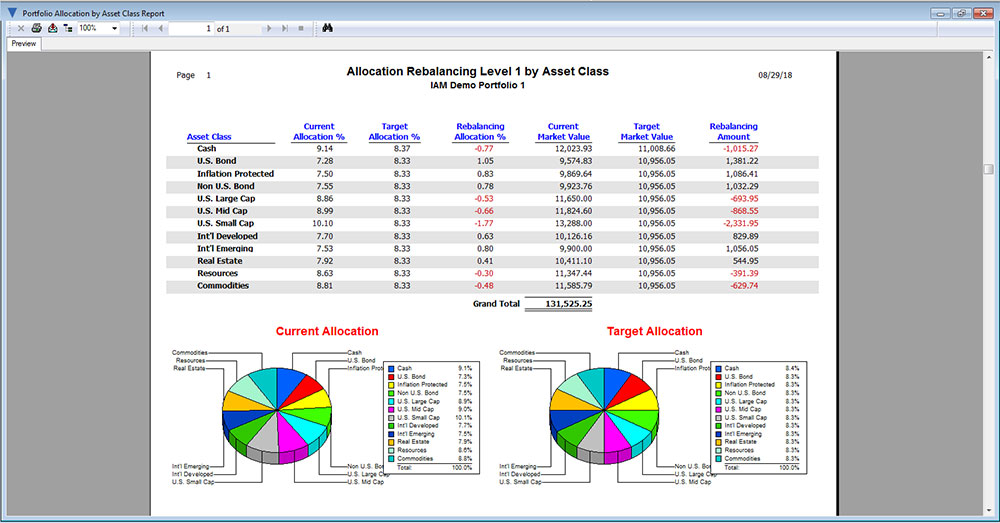 Portfolio Allocation by Asset Class Report
100%
1 of 1
Preview
Page 1
Allocation Rebalancing Level 1 by Asset Class
08/29/18
IAM Demo Portfolio 1
Current Target Rebalancing Current Target Rebalancing
Asset Class Allocation % Allocation % Allocation % Market Value Market Value Amount
Cash 9.14 8.37 -0.77 12,023.93 11,008.66 -1,015.27
U.S. Bond 7.28 8.33 1.05 9,574.83 10,956.05 1,381.22
Inflation Protected 7.50 8.33 0.83 9,869.64 10,956.05 1,086.41
Non U.S. Bond 7.55 8.33 0.78 9,923.76 10,956.05 1,032.29
U.S. Large Cap 8.86 8.33 -0.53 11,650.00 10,956.05 -693.95
U.S. Mid Cap 8.99 8.33 -0.66 11,824.60 10,956.05 -868.55
U.S. Small Cap 10.10 8.33 -1.77 13,288.00 10,956.05 -2,331.95
Int'l Developed 7.70 8.33 0.63 10,126.16 10,956.05 829.89
Int'l Emerging 7.53 8.33 0.80 9,900.00 10,956.05 1,056.05
Real Estate 7.92 8.33 0.41 10,411.10 10,956.05 544.95
Resources 8.63 8.33 -0.30 11,347.44 10,956.05 -391.39
Commodities 8.81 8.33 -0.48 11,585.79 10,956.05 -629.74
Grand Total 131,525.25
Current Allocation
Commodities
Resources
Real Estate
Cash
U.S. Bond
Inflation Prot
Int'l Emerging
Int'l Developed
U.S. Small Cap
Non U.S. Bo
U.S. Large C
U.S. Mid Cap
Cash 9.1%
U.S. Bond 7.3%
Inflation Protected 7.5%
Non U.S. Bond 7.5%
U.S. Large Cap 8.9%
U.S. Mid Cap 9.0%
U.S. Small Cap 10.1%
Int'l Developed 7.7%
Int'l Emerging 7.5%
Real Estate 7.9%
Resources 8.6%
Commodities 8.8%
Total: 100.0%
Target Allocation
Commodities
Resources
Real Estate
Cash
U.S. Bond
Inflation Prot
Int'l Emerging
Int'l Developed
U.S. Small Cap
Non U.S. Bo
U.S. Large Ca
U.S. Mid Cap
Cash 8.4%
U.S. Bond 8.3%
Inflation Protected 8.3%
Non U.S. Bond 8.3%
U.S. Large Cap 8.3%
U.S. Mid Cap 8.3%
U.S. Small Cap 8.3%
Int'l Developed 8.3%
Int'l Emerging 8.3%
Real Estate 8.3%
Resources 8.3%
Commodities 8.3%
Total: 100.0%